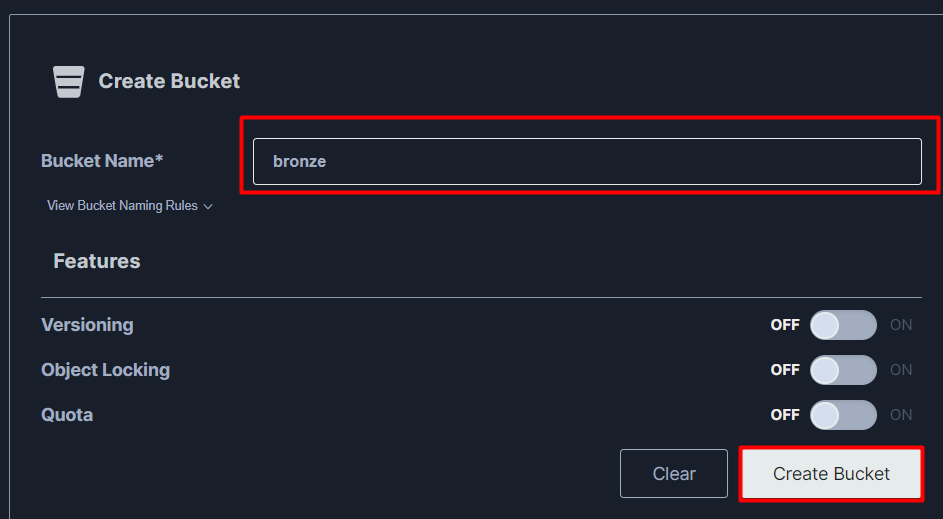 Create Bucket
Bucket Name*
bronze
View Bucket Naming Rules
Features
Versioning OFF ON
Object Locking OFF ON
Quota OFF ON
Clear Create Bucket